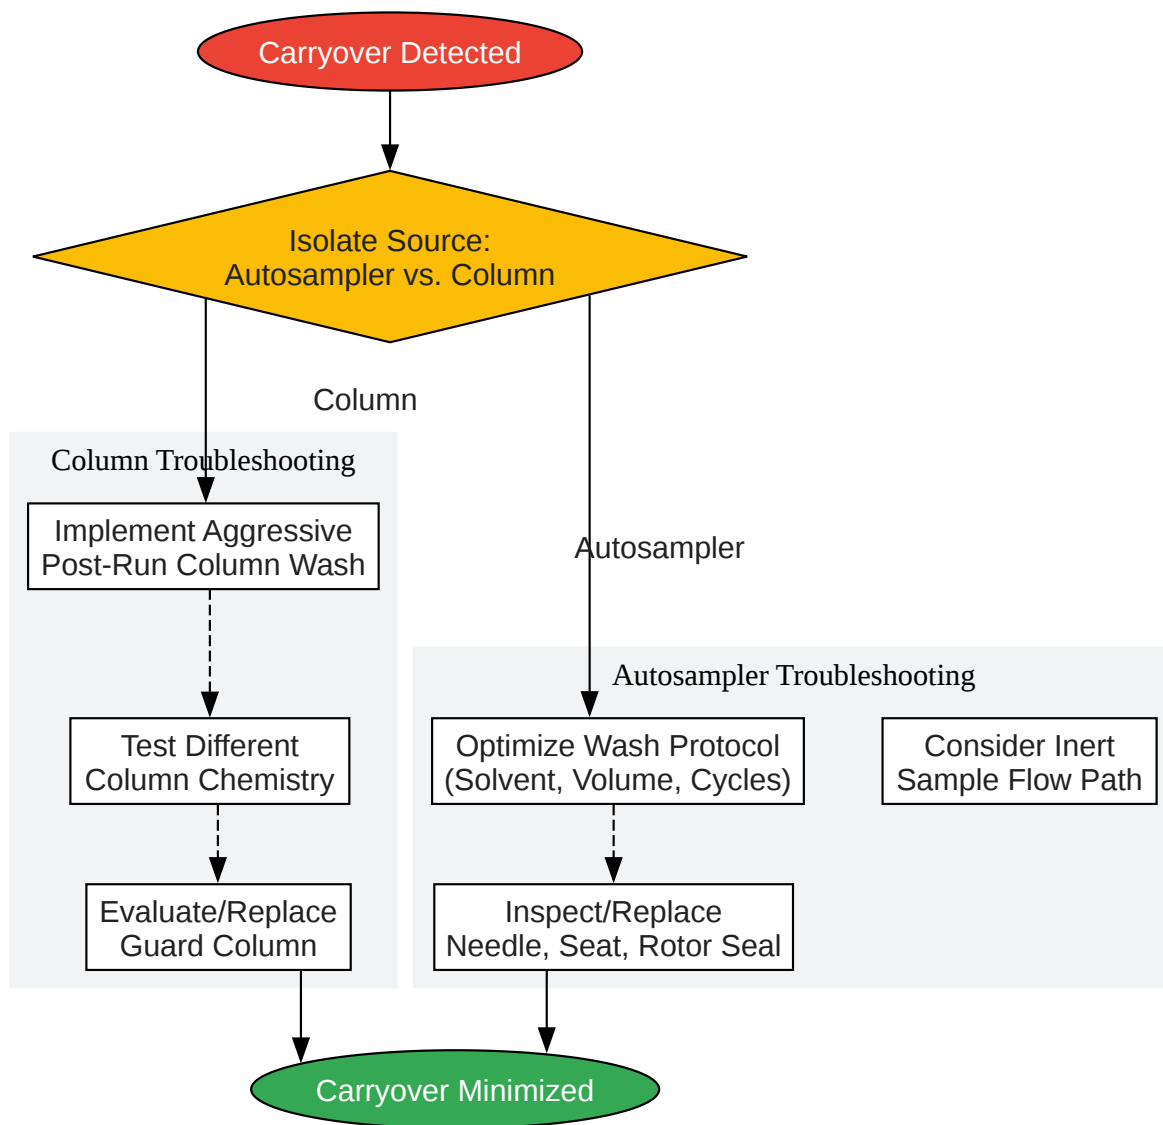 Carryover Detected
Isolate Source:
Autosampler vs. Column
Column
Column Troubleshooting
Implement Aggressive
Post-Run Column Wash
Autosampler
Autosampler Troubleshooting
Test Different
Column Chemistry
Optimize Wash Protocol
(Solvent, Volume, Cycles)
Consider Inert
Sample Flow Path
Evaluate/Replace
Guard Column
Inspect/Replace
Needle, Seat, Rotor Seal
Carryover Minimized